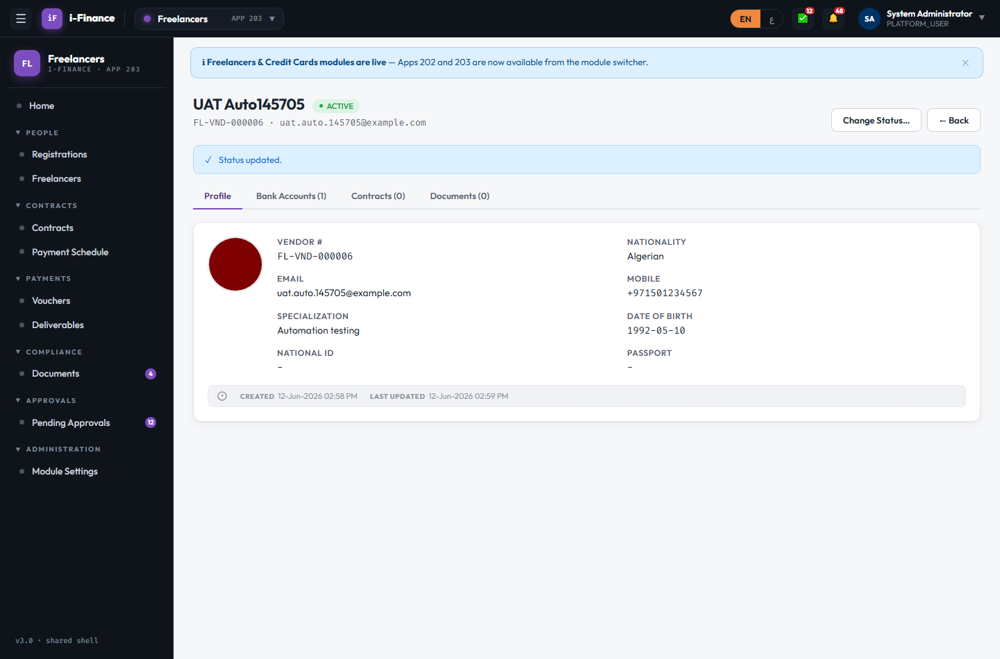 ☰ iF i-Finance Freelancers APP 203 ▼ EN ع 12 48 SA System Administrator ▼
PLATFORM_USER
FL Freelancers
I-FINANCE · APP 203
Home
▼ PEOPLE
Registrations
Freelancers
▼ CONTRACTS
Contracts
Payment Schedule
▼ PAYMENTS
Vouchers
Deliverables
▼ COMPLIANCE
Documents 4
▼ APPROVALS
Pending Approvals 12
▼ ADMINISTRATION
Module Settings
v3.0 · shared shell
ℹ Freelancers & Credit Cards modules are live — Apps 202 and 203 are now available from the module switcher. ×
UAT Auto145705 • ACTIVE
FL-VND-000006 · uat.auto.145705@example.com
Change Status... ← Back
✓ Status updated.
Profile Bank Accounts (1) Contracts (0) Documents (0)
VENDOR # NATIONALITY
FL-VND-000006 Algerian
EMAIL MOBILE
uat.auto.145705@example.com +971501234567
SPECIALIZATION DATE OF BIRTH
Automation testing 1992-05-10
NATIONAL ID PASSPORT
– –
CREATED 12-Jun-2026 02:58 PM LAST UPDATED 12-Jun-2026 02:59 PM